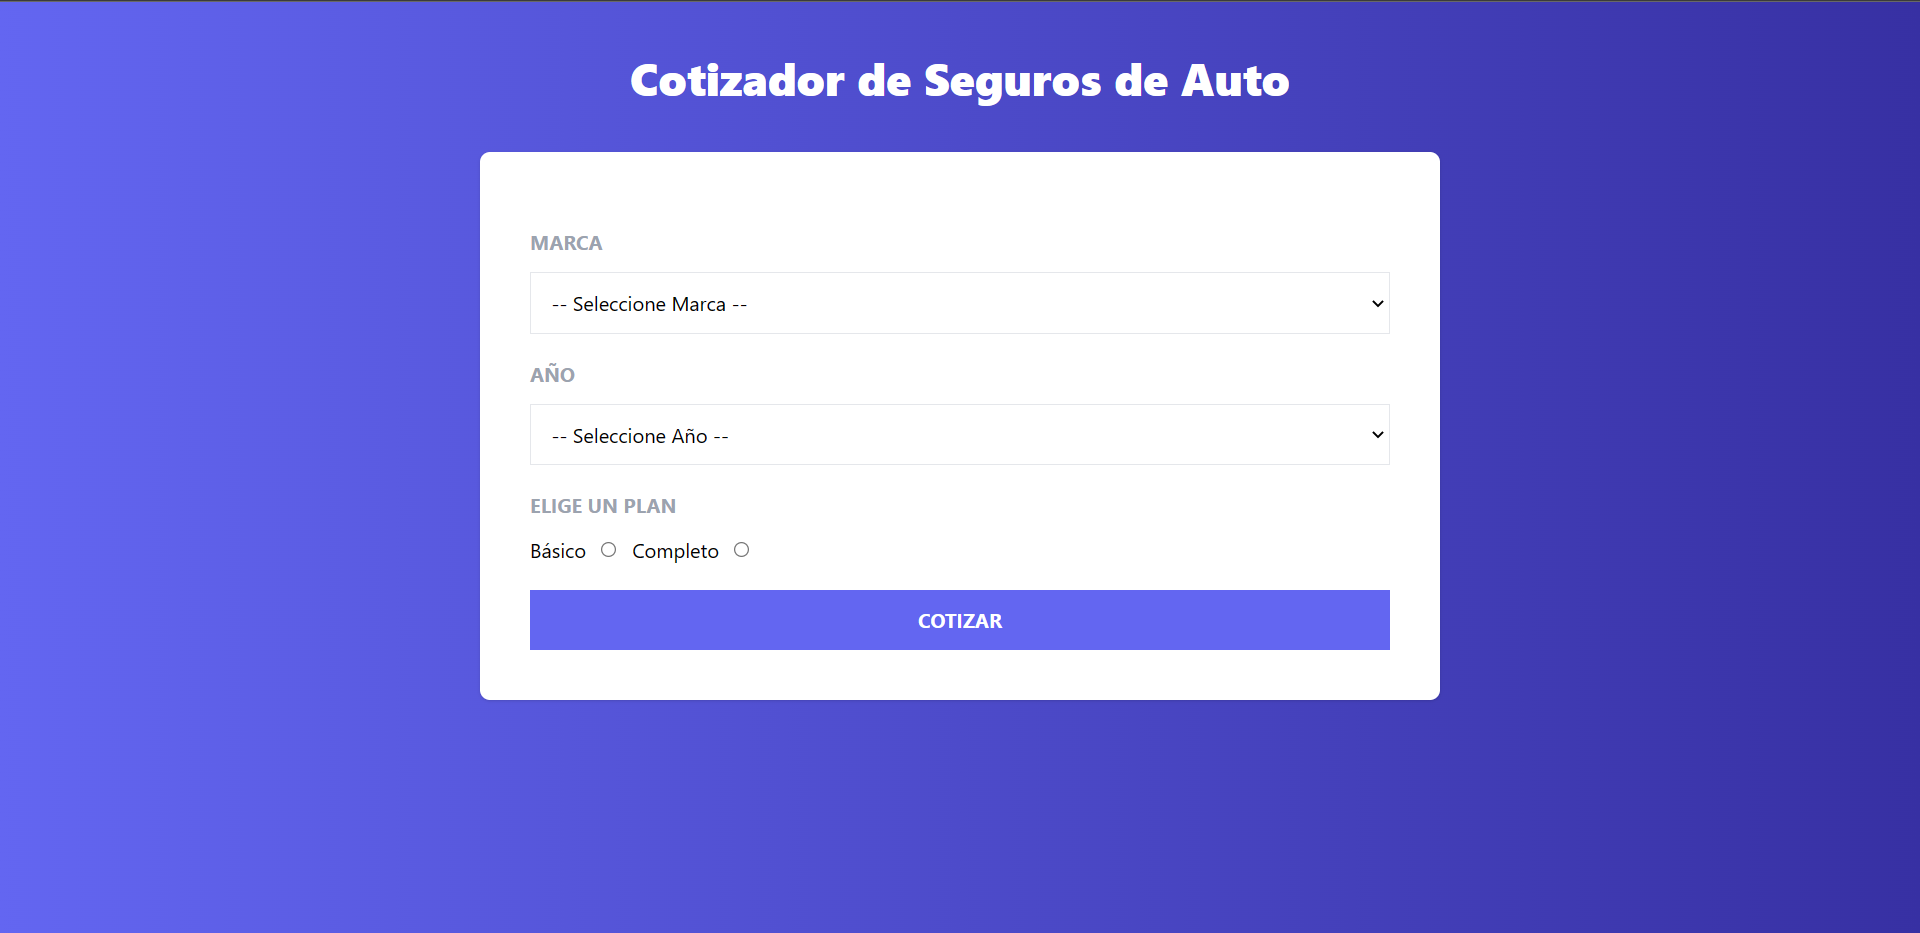 Cotizador de Seguros de Auto
MARCA
-- Seleccione Marca --
AÑO
-- Seleccione Año --
ELIGE UN PLAN
Básico Completo
COTIZAR